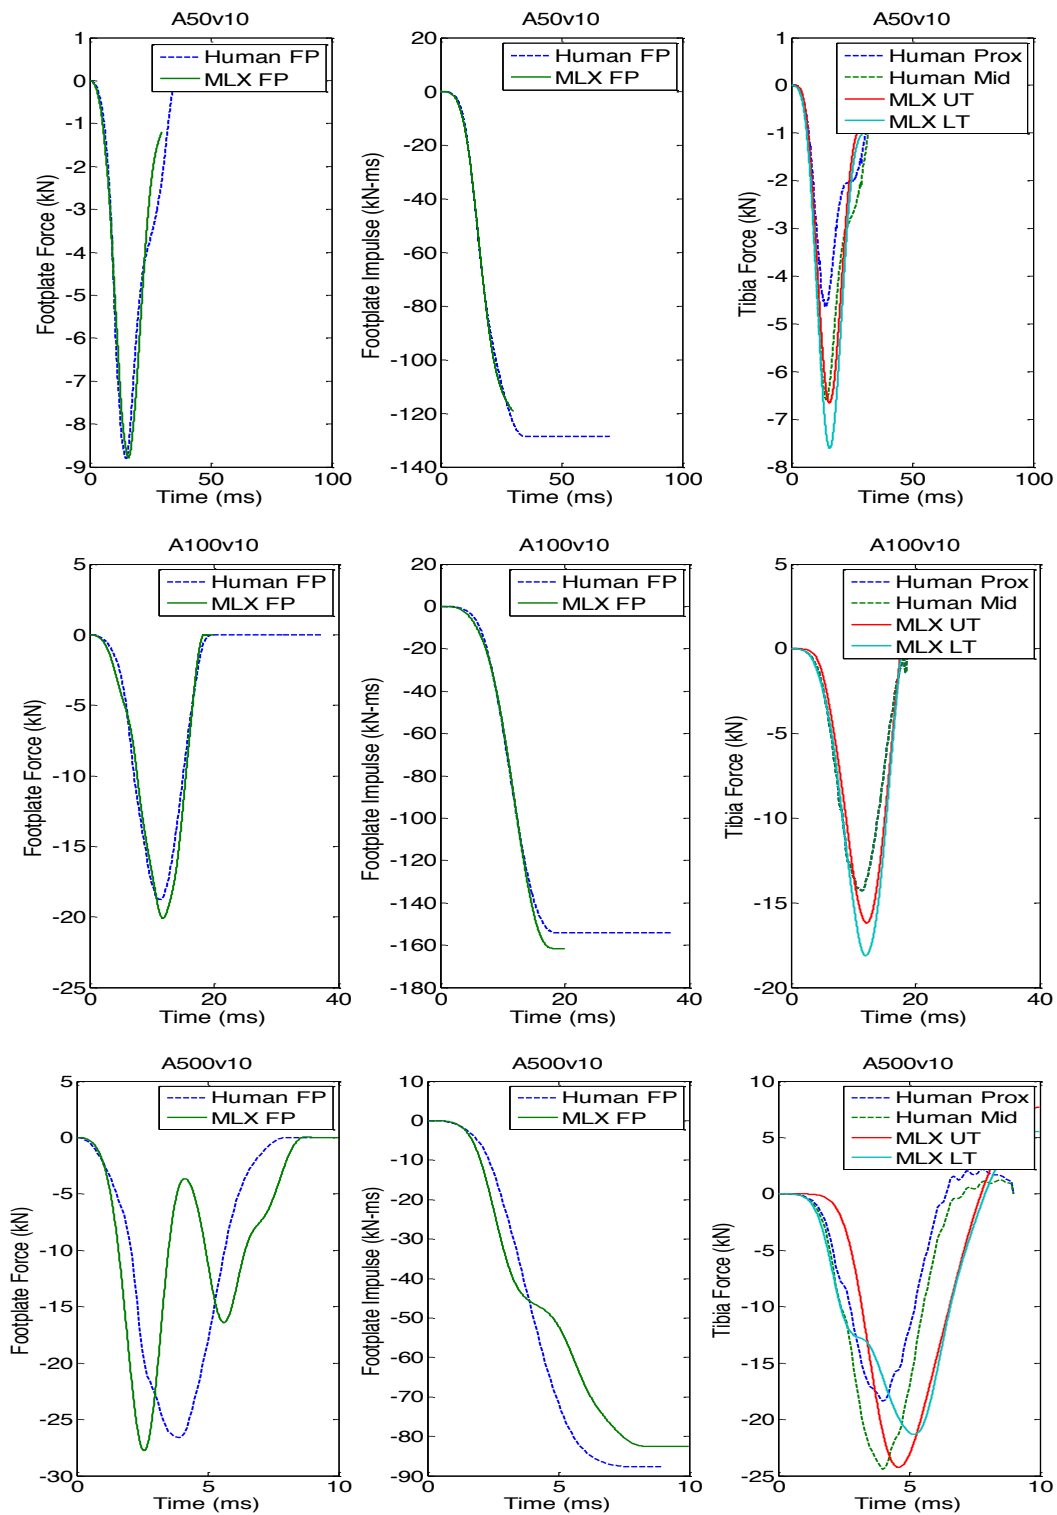 A50v10
A50v10
A50v10
Human FP
MLX FP
Human FP
MLX FP
Human Prox
Human Mid
MLX UT
MLX LT
1
0
-1
-2
-3
-4
-5
-6
-7
-8
-9
Footplate Force (kN)
0
50
100
Time (ms)
20
0
-20
-40
-60
-80
-100
-120
-140
Footplate Impulse (kN-ms)
0
50
100
Time (ms)
1
0
-1
-2
-3
-4
-5
-6
-7
-8
Tibia Force (kN)
0
50
100
Time (ms)
A100v10
A100v10
A100v10
Human FP
MLX FP
Human FP
MLX FP
Human Prox
Human Mid
MLX UT
MLX LT
5
0
-5
-10
-15
-20
-25
Footplate Force (kN)
0
20
40
Time (ms)
20
0
-20
-40
-60
-80
-100
-120
-140
-160
-180
Footplate Impulse (kN-ms)
0
20
40
Time (ms)
5
0
-5
-10
-15
-20
Tibia Force (kN)
0
20
40
Time (ms)
A500v10
A500v10
A500v10
Human FP
MLX FP
Human FP
MLX FP
Human Prox
Human Mid
MLX UT
MLX LT
5
0
-5
-10
-15
-20
-25
-30
Footplate Force (kN)
0
5
10
Time (ms)
10
0
-10
-20
-30
-40
-50
-60
-70
-80
-90
Footplate Impulse (kN-ms)
0
5
10
Time (ms)
10
5
0
-5
-10
-15
-20
-25
Tibia Force (kN)
0
5
10
Time (ms)